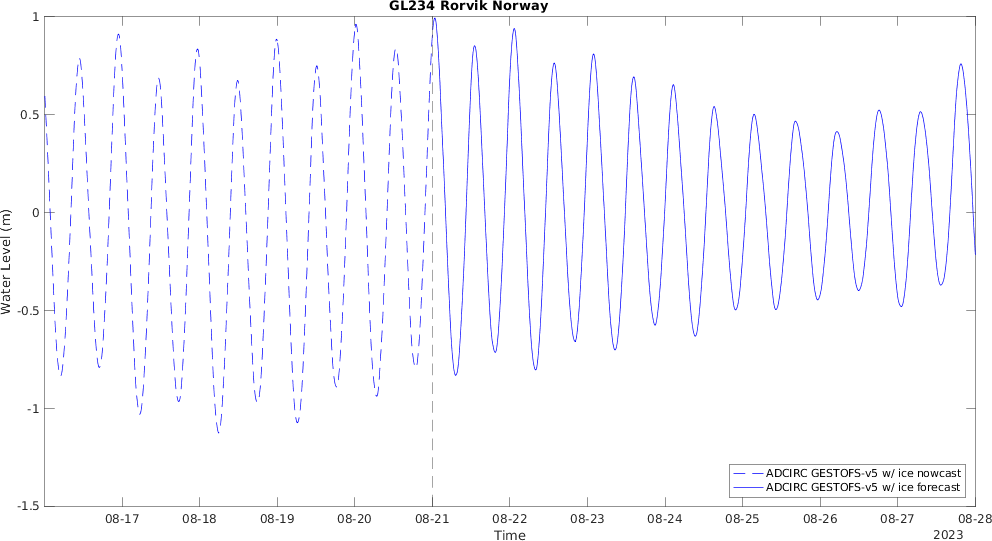 GL234 Rorvik Norway
1
0.5
0
-0.5
-1
-1.5
Water Level (m)
08-17 08-18 08-19 08-20 08-21 08-22 08-23 08-24 08-25 08-26 08-27 08-28
Time
2023
ADCIRC GESTOFS-v5 w/ ice nowcast
ADCIRC GESTOFS-v5 w/ ice forecast